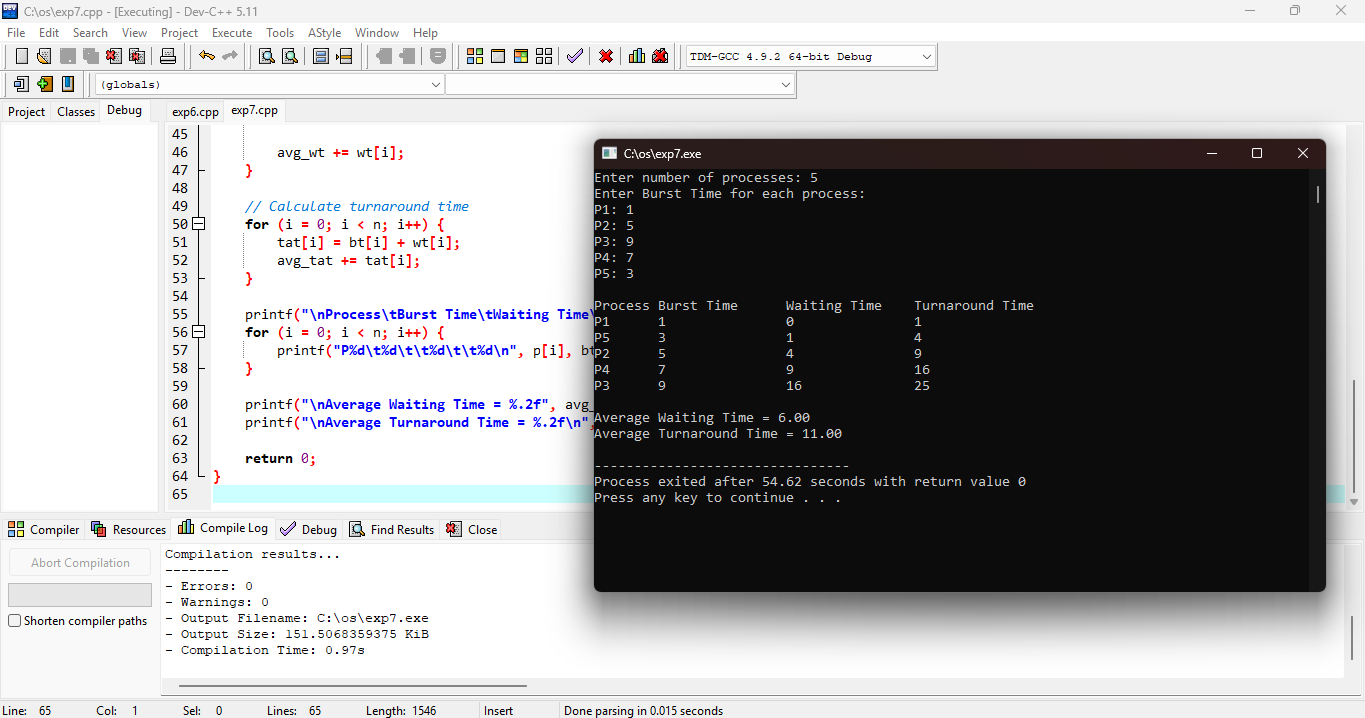 C:\os\exp7.cpp - [Executing] - Dev-C++ 5.11
File Edit Search View Project Execute Tools AStyle Window Help
TDM-GCC 4.9.2 64-bit Debug
(globals)
Project Classes Debug
exp6.cpp exp7.cpp
45
46 avg_wt += wt[i];
47 }
48
49 // Calculate turnaround time
50 for (i = 0; i < n; i++) {
51 tat[i] = bt[i] + wt[i];
52 avg_tat += tat[i];
53 }
54
55 printf("\nProcess\tBurst Time\tWaiting Time\
56 for (i = 0; i < n; i++) {
57 printf("P%d\t%d\t\t%d\t\t%d\n", p[i], bt
58 }
59
60 printf("\nAverage Waiting Time = %.2f", avg_
61 printf("\nAverage Turnaround Time = %.2f\n",
62
63 return 0;
64 }
65
C:\os\exp7.exe
Enter number of processes: 5
Enter Burst Time for each process:
P1: 1
P2: 5
P3: 9
P4: 7
P5: 3
Process Burst Time Waiting Time Turnaround Time
P1 1 0 1
P5 3 1 4
P2 5 4 9
P4 7 9 16
P3 9 16 25
Average Waiting Time = 6.00
Average Turnaround Time = 11.00
--------------------------------
Process exited after 54.62 seconds with return value 0
Press any key to continue . . .
Compiler Resources Compile Log Debug Find Results Close
Abort Compilation
Shorten compiler paths
Compilation results...
--------
- Errors: 0
- Warnings: 0
- Output Filename: C:\os\exp7.exe
- Output Size: 151.5068359375 KiB
- Compilation Time: 0.97s
Line: 65 Col: 1 Sel: 0 Lines: 65 Length: 1546 Insert Done parsing in 0.015 seconds